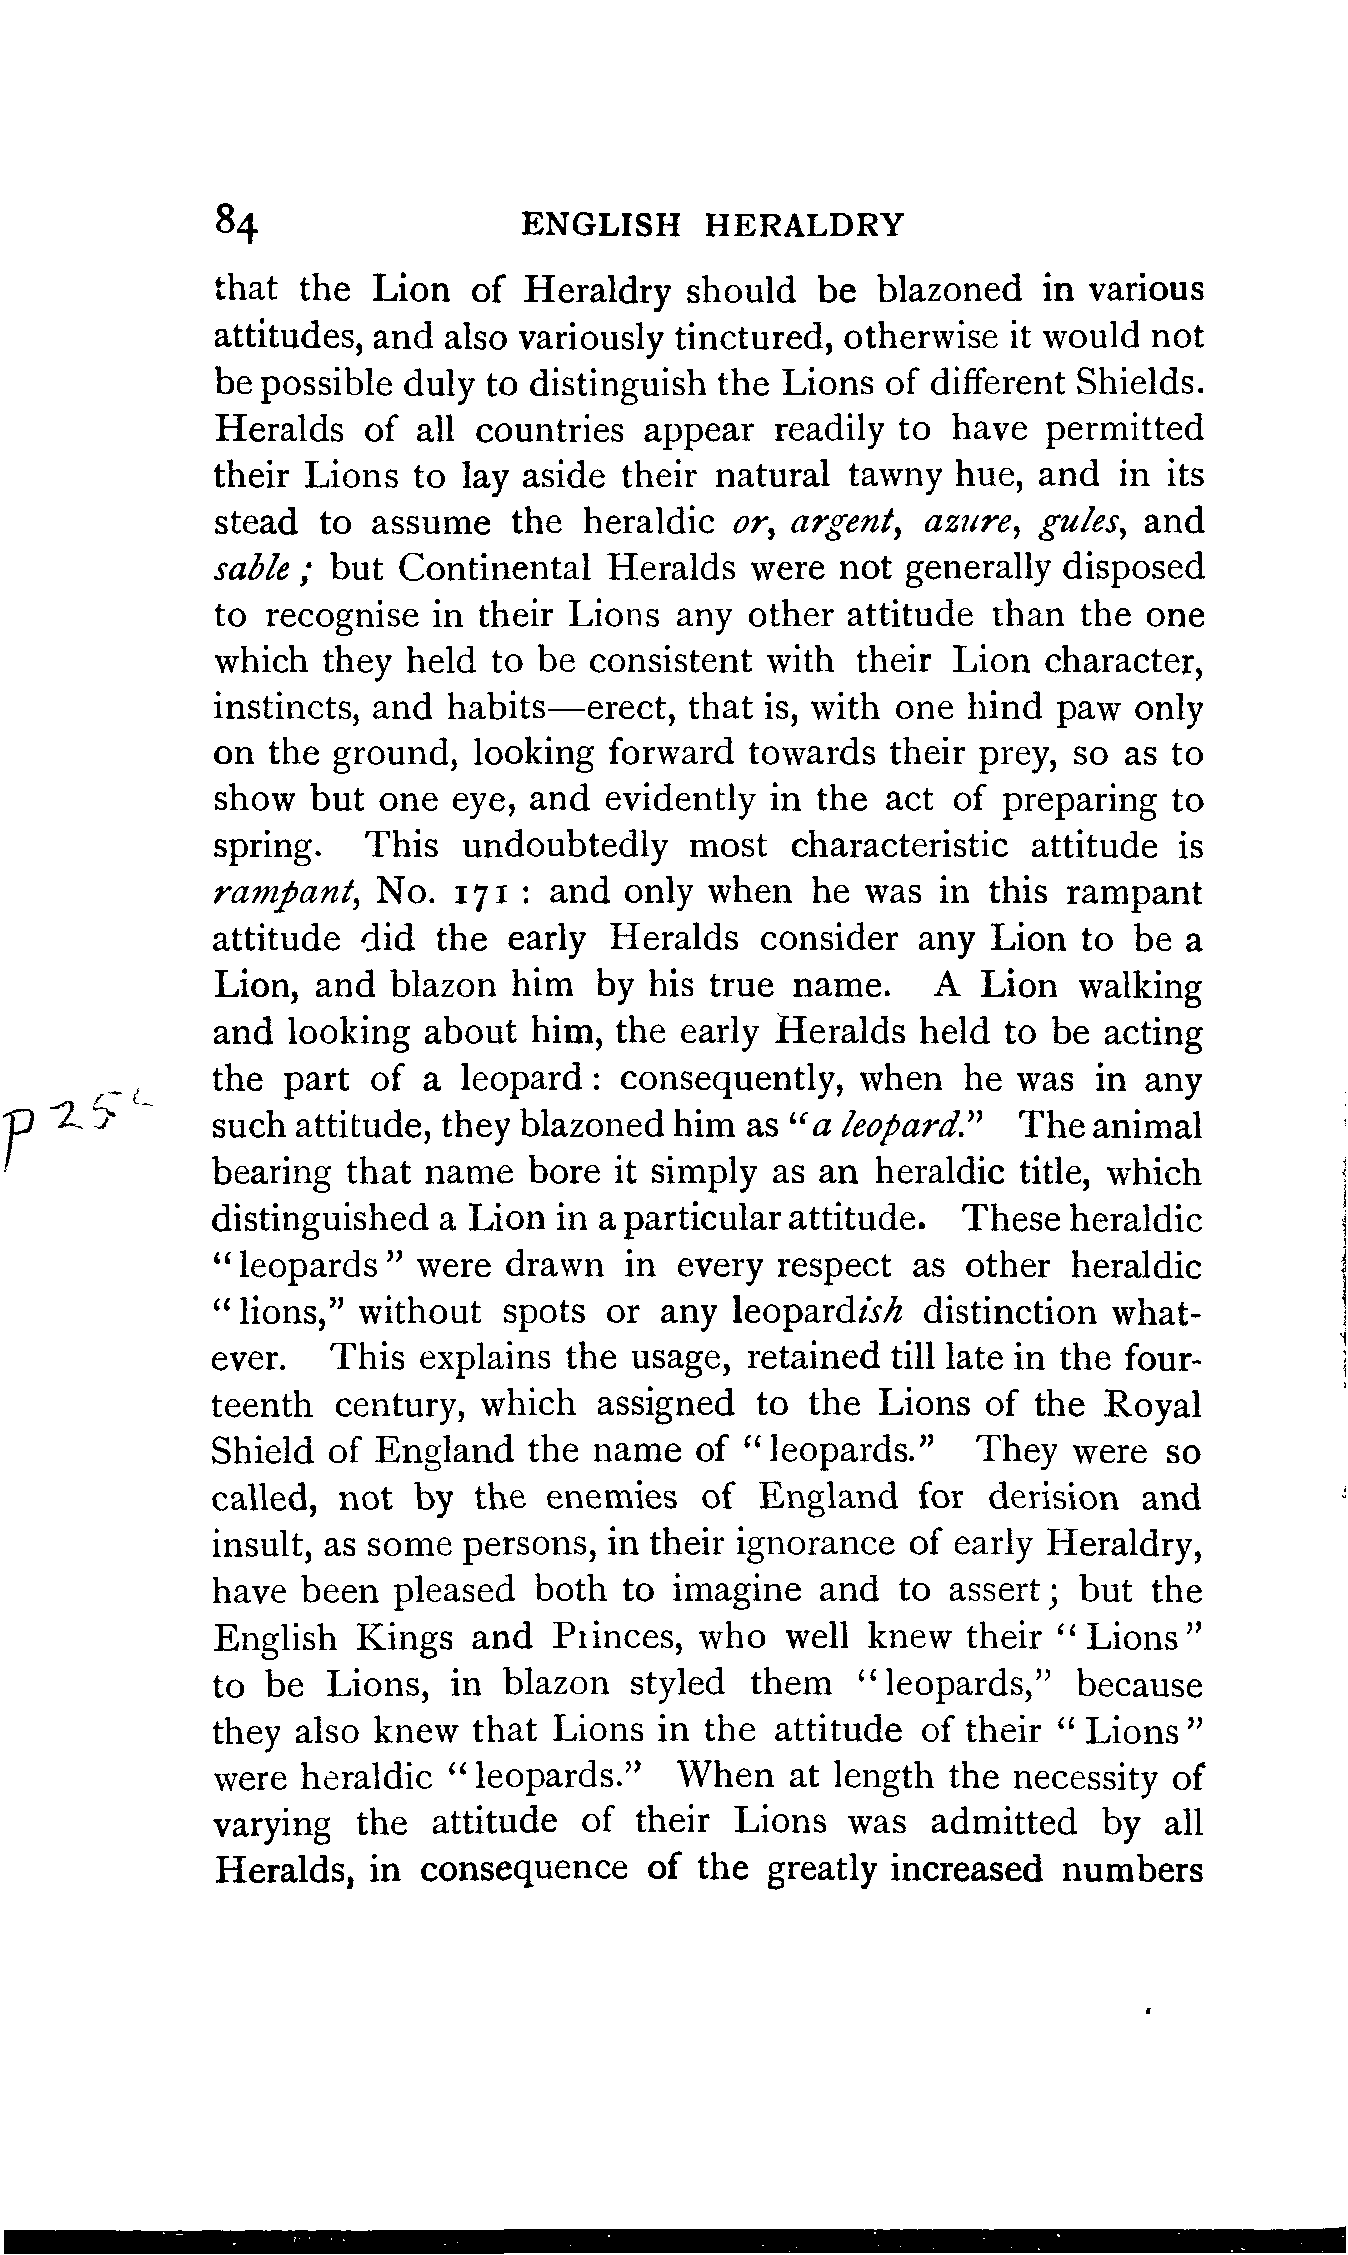 84 ENGLISH HERALDRY
that the Lion of Heraldry should be blazoned in various
attitudes, and also variously tinctured, otherwise it would not
be possible duly to distinguish the Lions of different Shields.
Heralds of all countries appear readily to have permitted
their Lions to lay aside their natural tawny hue, and in its
stead to assume the heraldic or, argent, azure, gules, and
sable; but Continental Heralds were not generally disposed
to recognise in their Lions any other attitude than the one
which they held to be consistent with their Lion character,
instincts, and habits—erect, that is, with one hind paw only
on the ground, looking forward towards their prey, so as to
show but one eye, and evidently in the act of preparing to
spring. This undoubtedly most characteristic attitude is
rampant, No. 171 : and only when he was in this rampant
attitude did the early Heralds consider any Lion to be a
Lion, and blazon him by his true name. A Lion walking
and looking about him, the early Heralds held to be acting
the part of a leopard : consequently, when he was in any
such attitude, they blazoned him as “a leopard.” The animal
bearing that name bore it simply as an heraldic title, which
distinguished a Lion in a particular attitude. These heraldic
“leopards” were drawn in every respect as other heraldic
“lions,” without spots or any leopardish distinction what-
ever. This explains the usage, retained till late in the four-
teenth century, which assigned to the Lions of the Royal
Shield of England the name of “leopards.” They were so
called, not by the enemies of England for derision and
insult, as some persons, in their ignorance of early Heraldry,
have been pleased both to imagine and to assert; but the
English Kings and Princes, who well knew their “Lions”
to be Lions, in blazon styled them “leopards,” because
they also knew that Lions in the attitude of their “Lions”
were heraldic “leopards.” When at length the necessity of
varying the attitude of their Lions was admitted by all
Heralds, in consequence of the greatly increased numbers